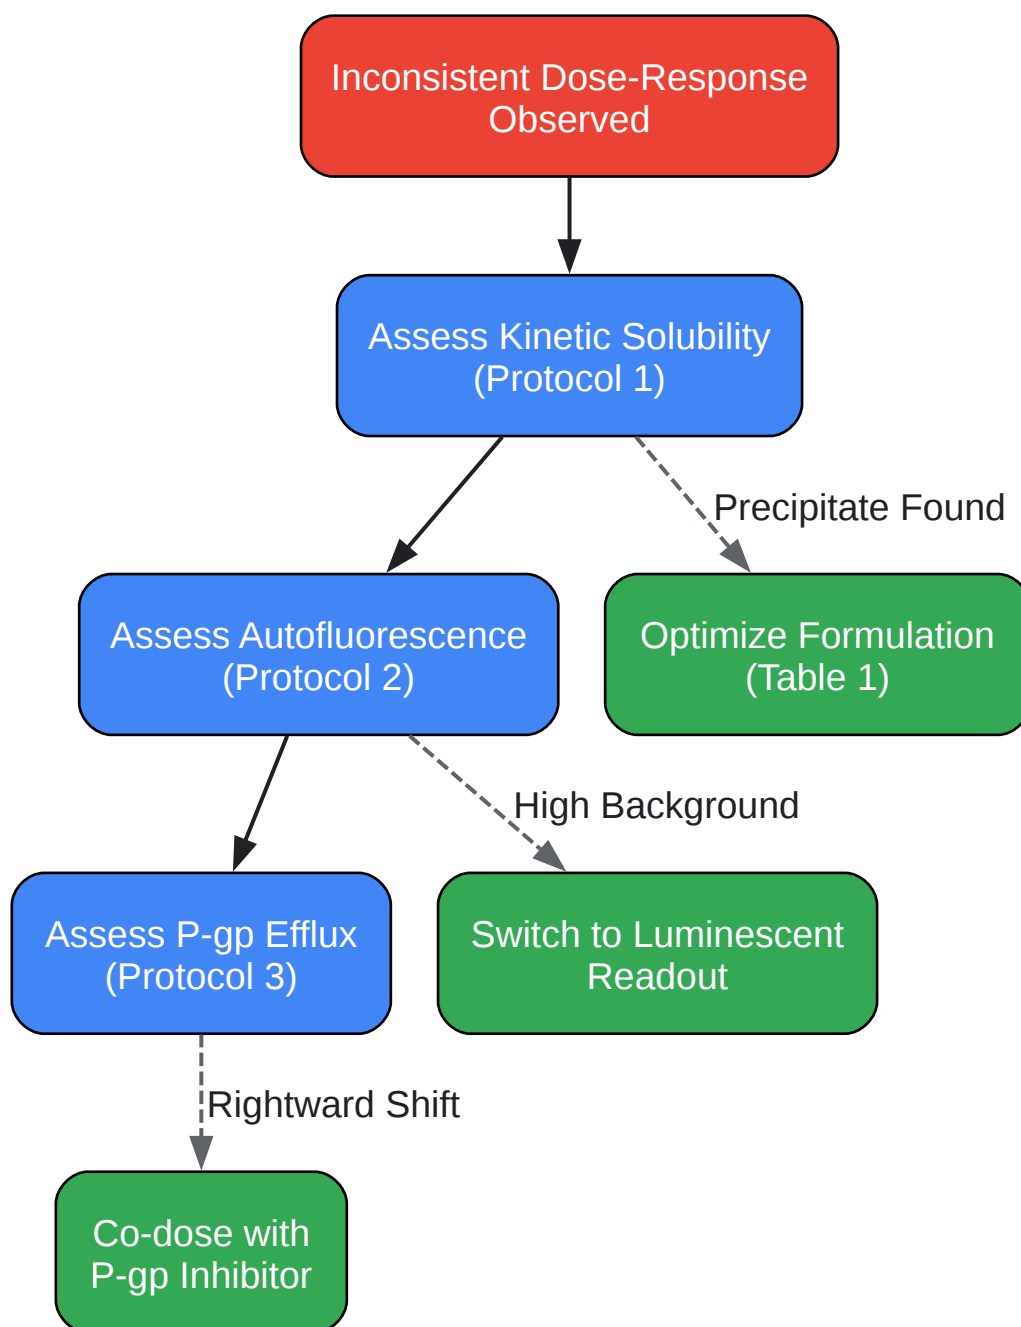 Inconsistent Dose-Response
Observed
Assess Kinetic Solubility
(Protocol 1)
Precipitate Found
Assess Autofluorescence
(Protocol 2)
Optimize Formulation
(Table 1)
High Background
Assess P-gp Efflux
(Protocol 3)
Switch to Luminescent
Readout
Rightward Shift
Co-dose with
P-gp Inhibitor